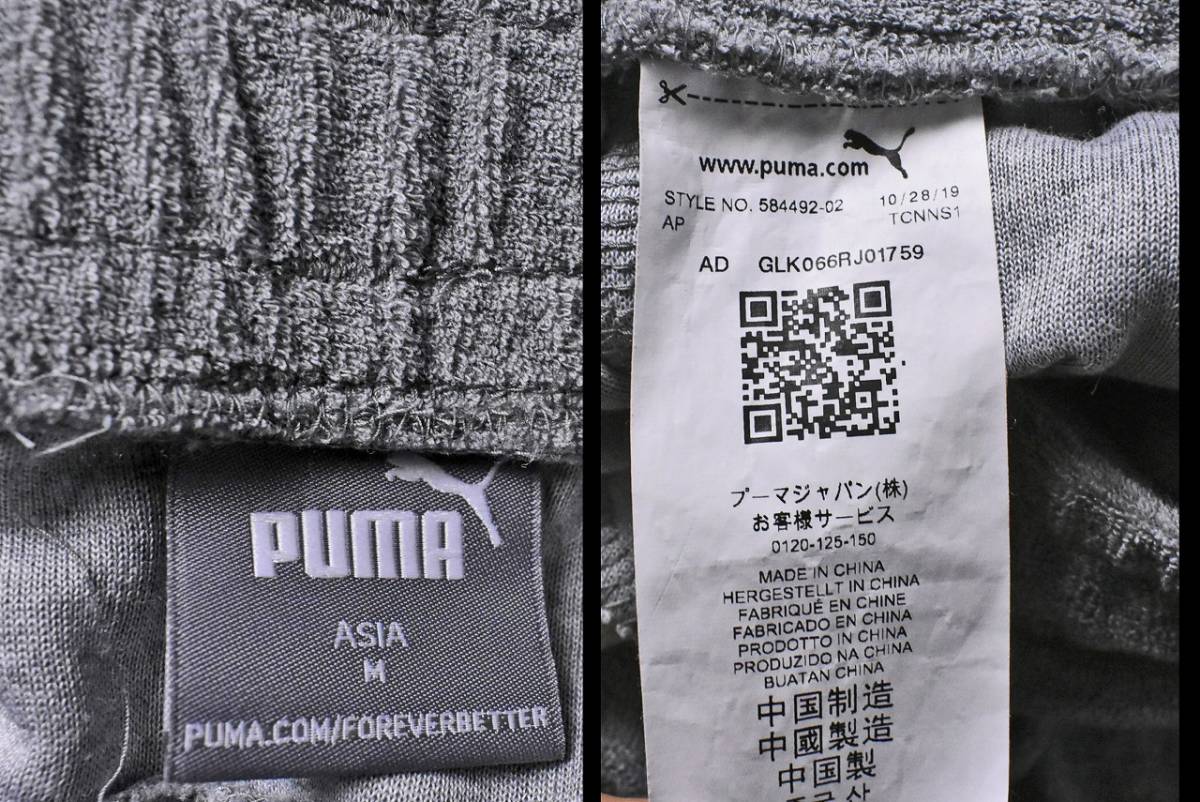 PUMA
ASIA
M
PUMA.COM/FOREVERBETTER
www.puma.com
STYLE NO. 584492-02 10/28/19
AP TCNNS1
AD GLK066RJ01759
プーマジャパン(株)
お客様サービス
0120-125-150
MADE IN CHINA
HERGESTELLT IN CHINA
FABRIQUÉ EN CHINE
FABRICADO EN CHINA
PRODOTTO IN CHINA
PRODUZIDO NA CHINA
BUATAN CHINA
中国制造
中國製造
中国製